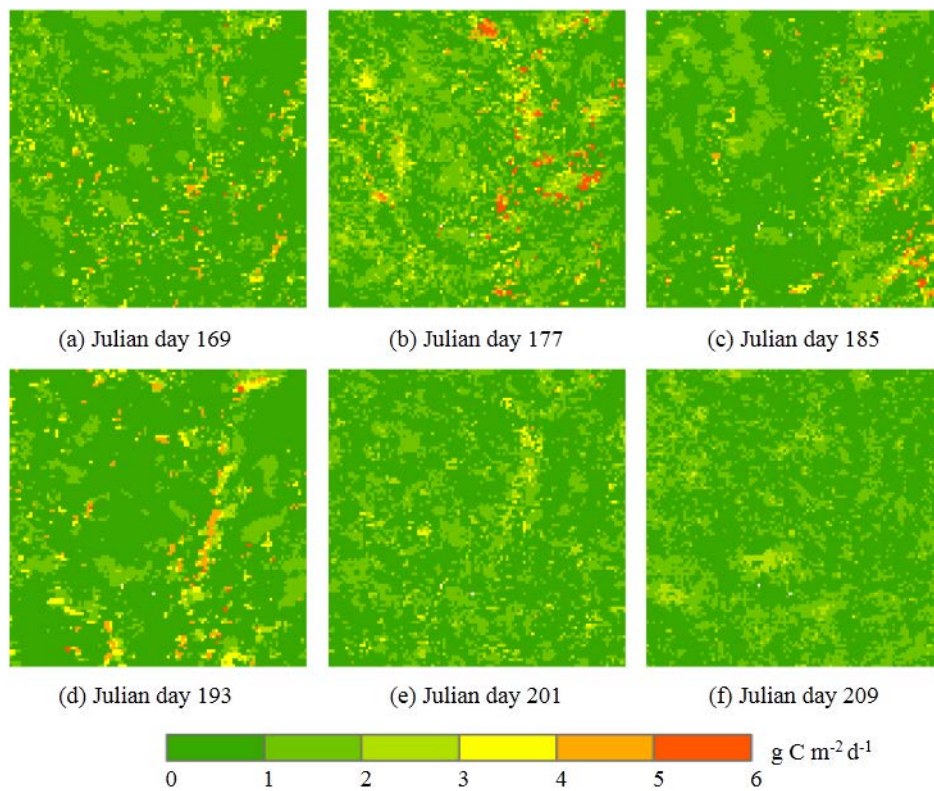 (a) Julian day 169
(b) Julian day 177
(c) Julian day 185
(d) Julian day 193
(e) Julian day 201
(f) Julian day 209
g C m⁻² d⁻¹
0 1 2 3 4 5 6